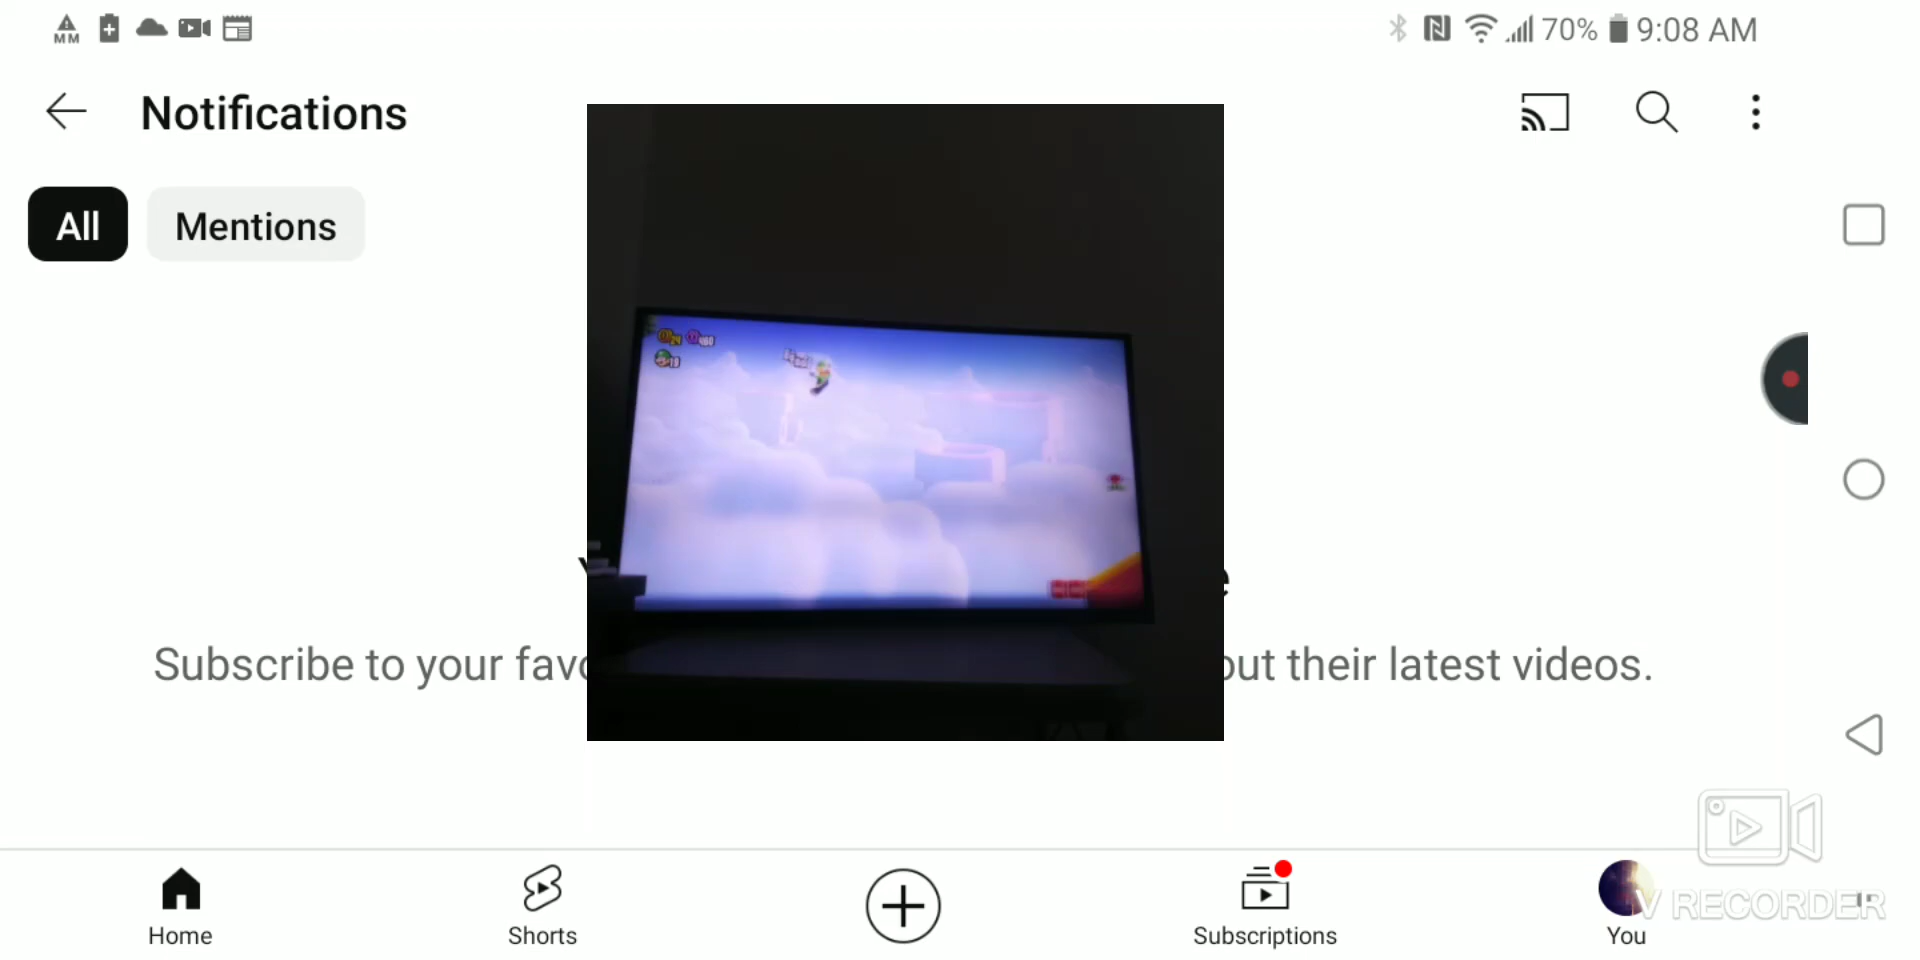 MM
70% 9:08 AM
Notifications
All
Mentions
Subscribe to your
out their latest videos.
Home
Shorts
Subscriptions
You
V RECORDER